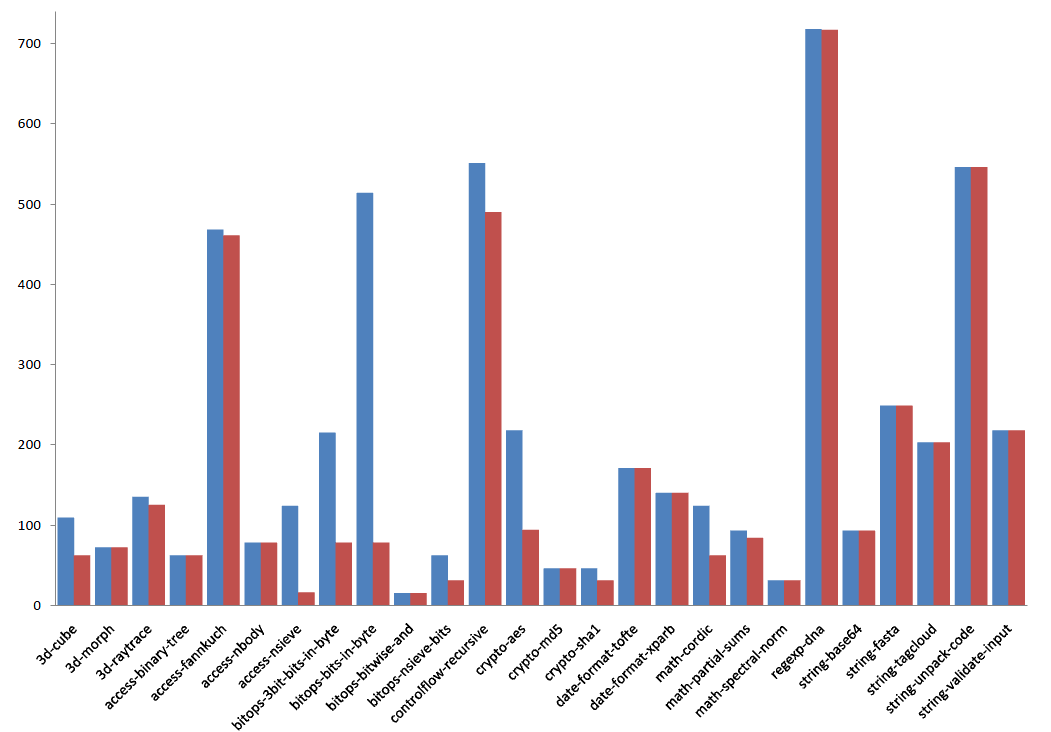 700
600
500
400
300
200
100
0
3d-cube
3d-morph
3d-raytrace
access-binary-tree
access-fannkuch
access-nbody
access-nsieve
bitops-3bit-bits-in-byte
bitops-bits-in-byte
bitops-bitwise-and
bitops-nsieve-bits
controlflow-recursive
crypto-aes
crypto-md5
crypto-sha1
date-format-tofte
date-format-xparb
math-cordic
math-partial-sums
math-spectral-norm
regexp-dna
string-base64
string-fasta
string-tagcloud
string-unpack-code
string-validate-input